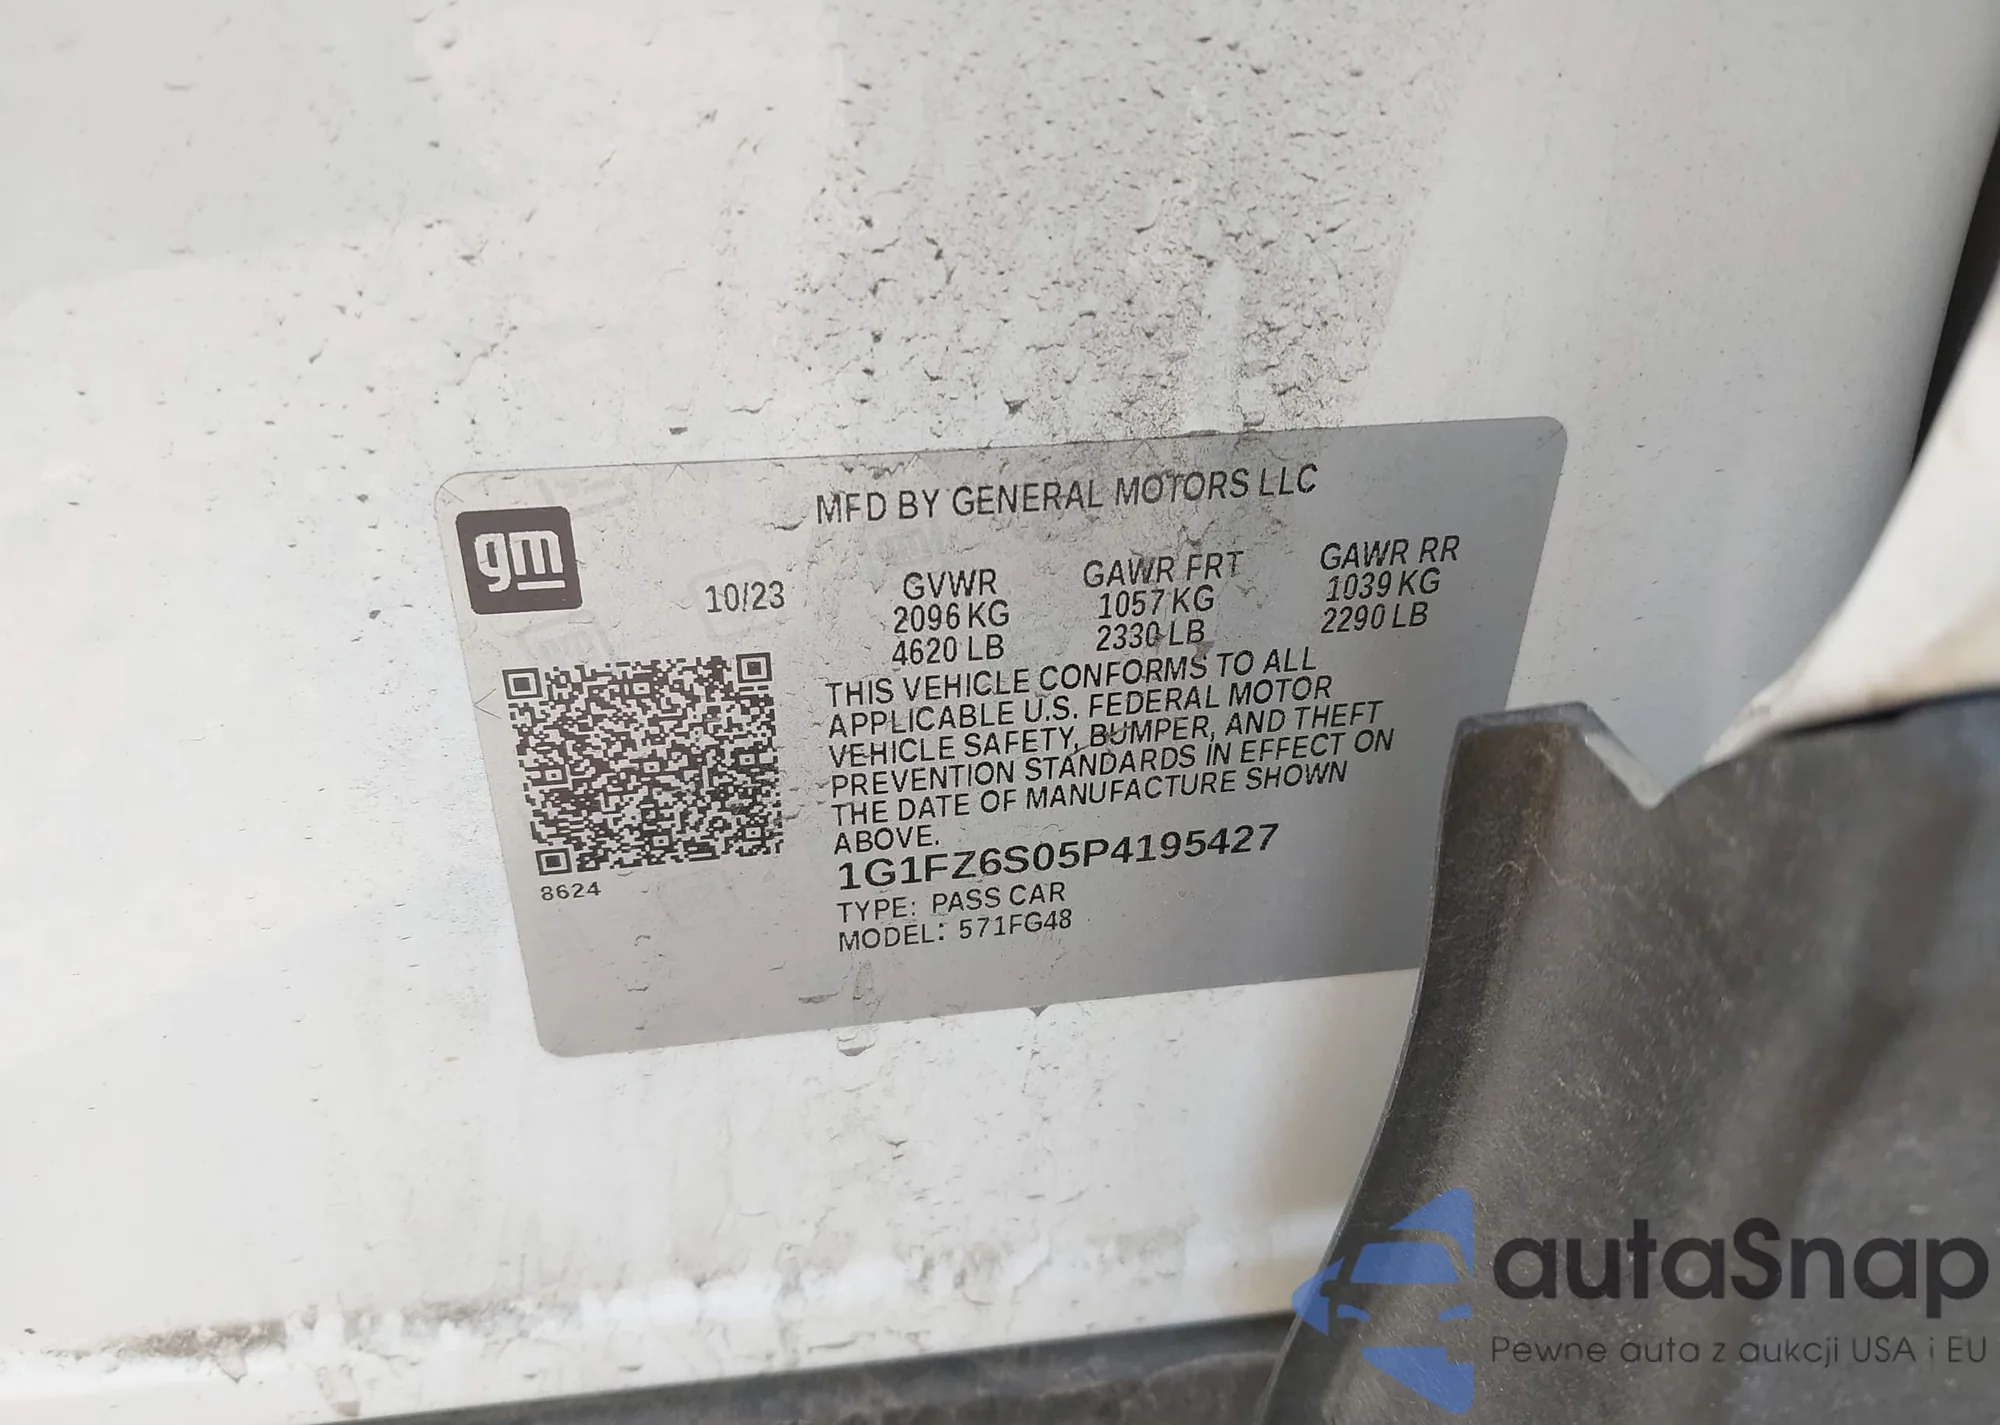 MFD BY GENERAL MOTORS LLC
gm
10/23
GVWR
2096 KG
4620 LB
GAWR FRT
1057 KG
2330 LB
GAWR RR
1039 KG
2290 LB
THIS VEHICLE CONFORMS TO ALL
APPLICABLE U.S. FEDERAL MOTOR
VEHICLE SAFETY, BUMPER, AND THEFT
PREVENTION STANDARDS IN EFFECT ON
THE DATE OF MANUFACTURE SHOWN
ABOVE.
1G1FZ6S05P4195427
TYPE: PASS CAR
MODEL: 571FG48
8624
autaSnap
Pewne auta z aukcji USA i EU